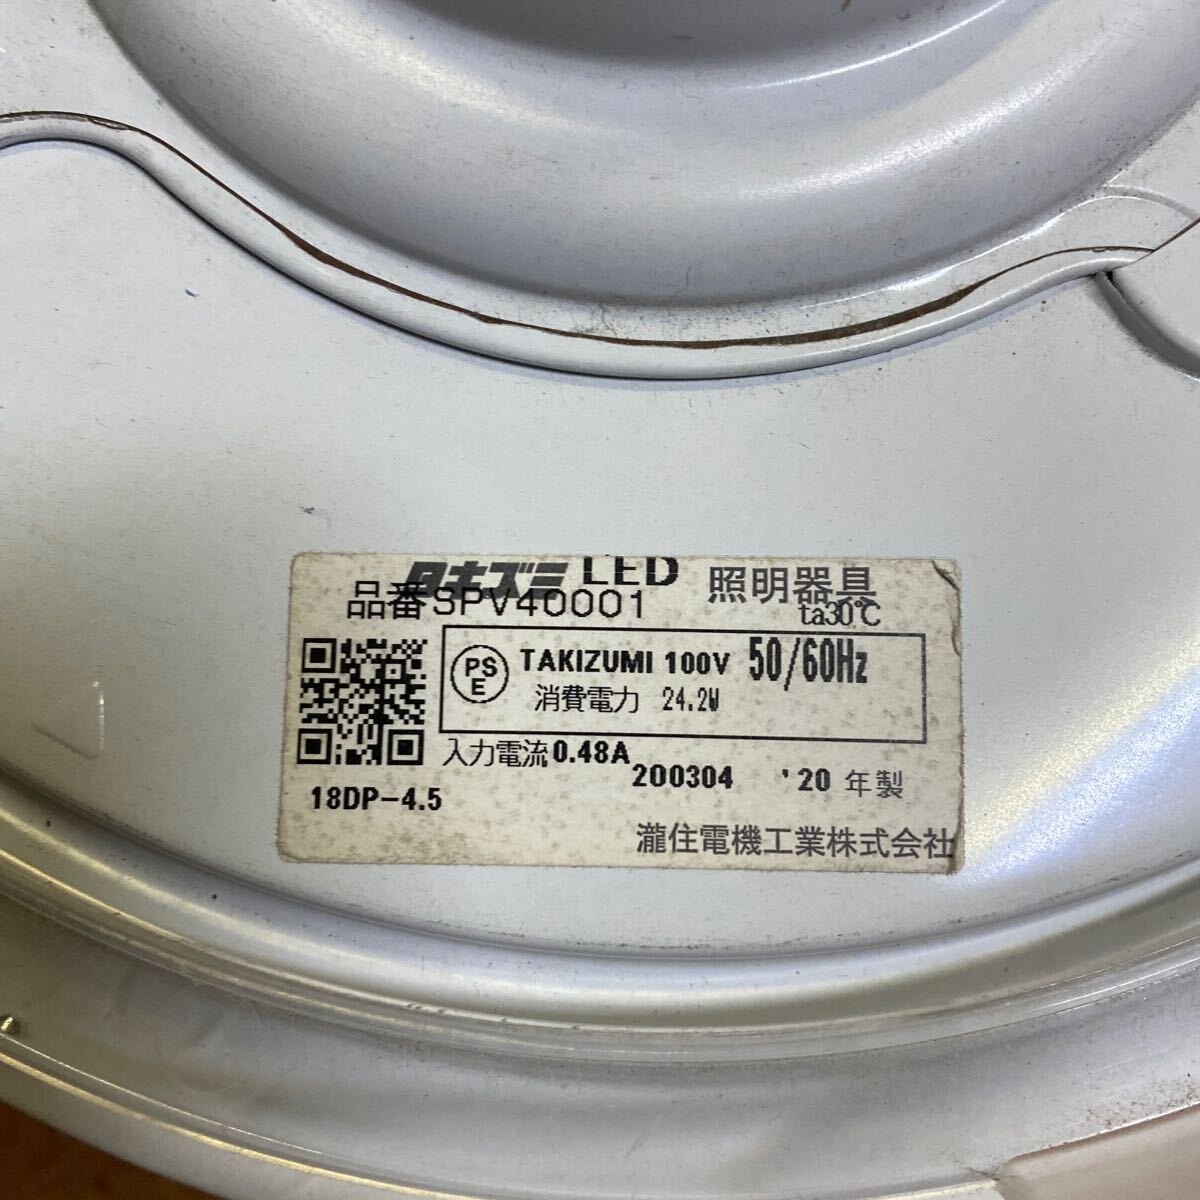 タキズミ LED 照明器具
品番SPV40001 ta30℃
PSE TAKIZUMI 100V 50/60Hz
消費電力 24.2W
入力電流0.48A
200304 '20年製
18DP-4.5
瀧住電機工業株式会社